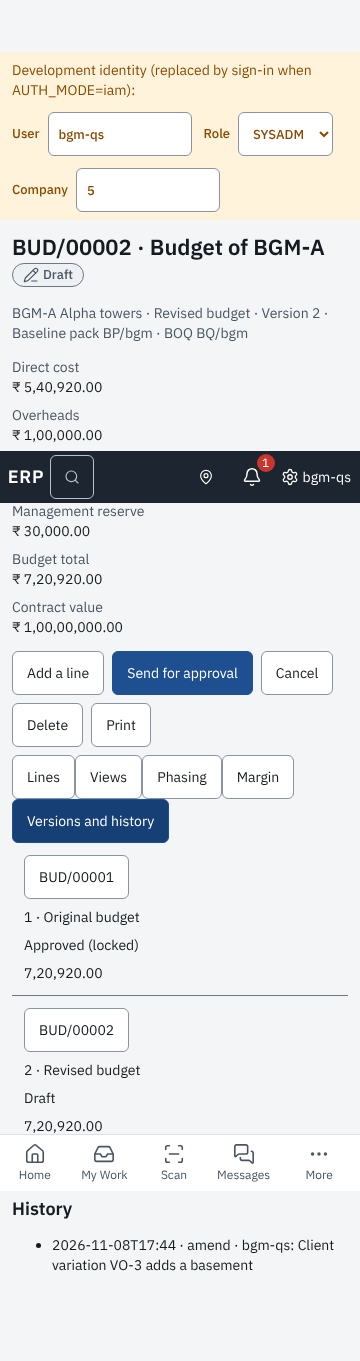 Development identity (replaced by sign-in when
AUTH_MODE=iam):
User bgm-qs Role SYSADM
Company 5
BUD/00002 · Budget of BGM-A
Draft
BGM-A Alpha towers · Revised budget · Version 2 ·
Baseline pack BP/bgm · BOQ BQ/bgm
Direct cost
₹ 5,40,920.00
Overheads
₹ 1,00,000.00
ERP 1 bgm-qs
Management reserve
₹ 30,000.00
Budget total
₹ 7,20,920.00
Contract value
₹ 1,00,00,000.00
Add a line Send for approval Cancel
Delete Print
Lines Views Phasing Margin
Versions and history
BUD/00001
1 · Original budget
Approved (locked)
7,20,920.00
BUD/00002
2 · Revised budget
Draft
7,20,920.00
Home My Work Scan Messages More
History
2026-11-08T17:44 · amend · bgm-qs: Client
variation VO-3 adds a basement